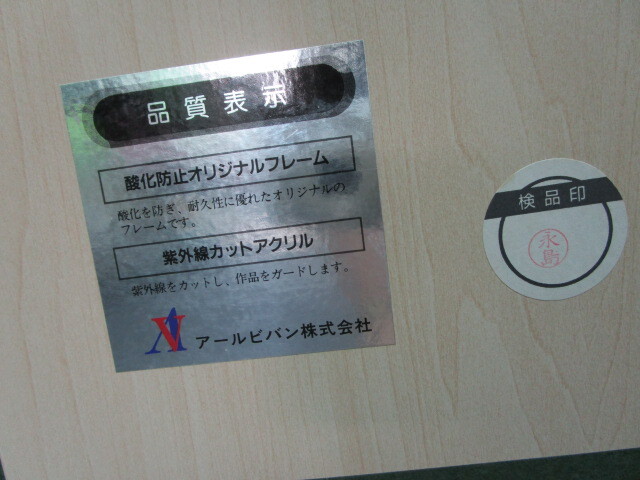 品質表示
酸化防止オリジナルフレーム
酸化を防ぎ、耐久性に優れたオリジナルの
フレームです。
紫外線カットアクリル
紫外線をカットし、作品をガードします。
アールビバン株式会社
検品印